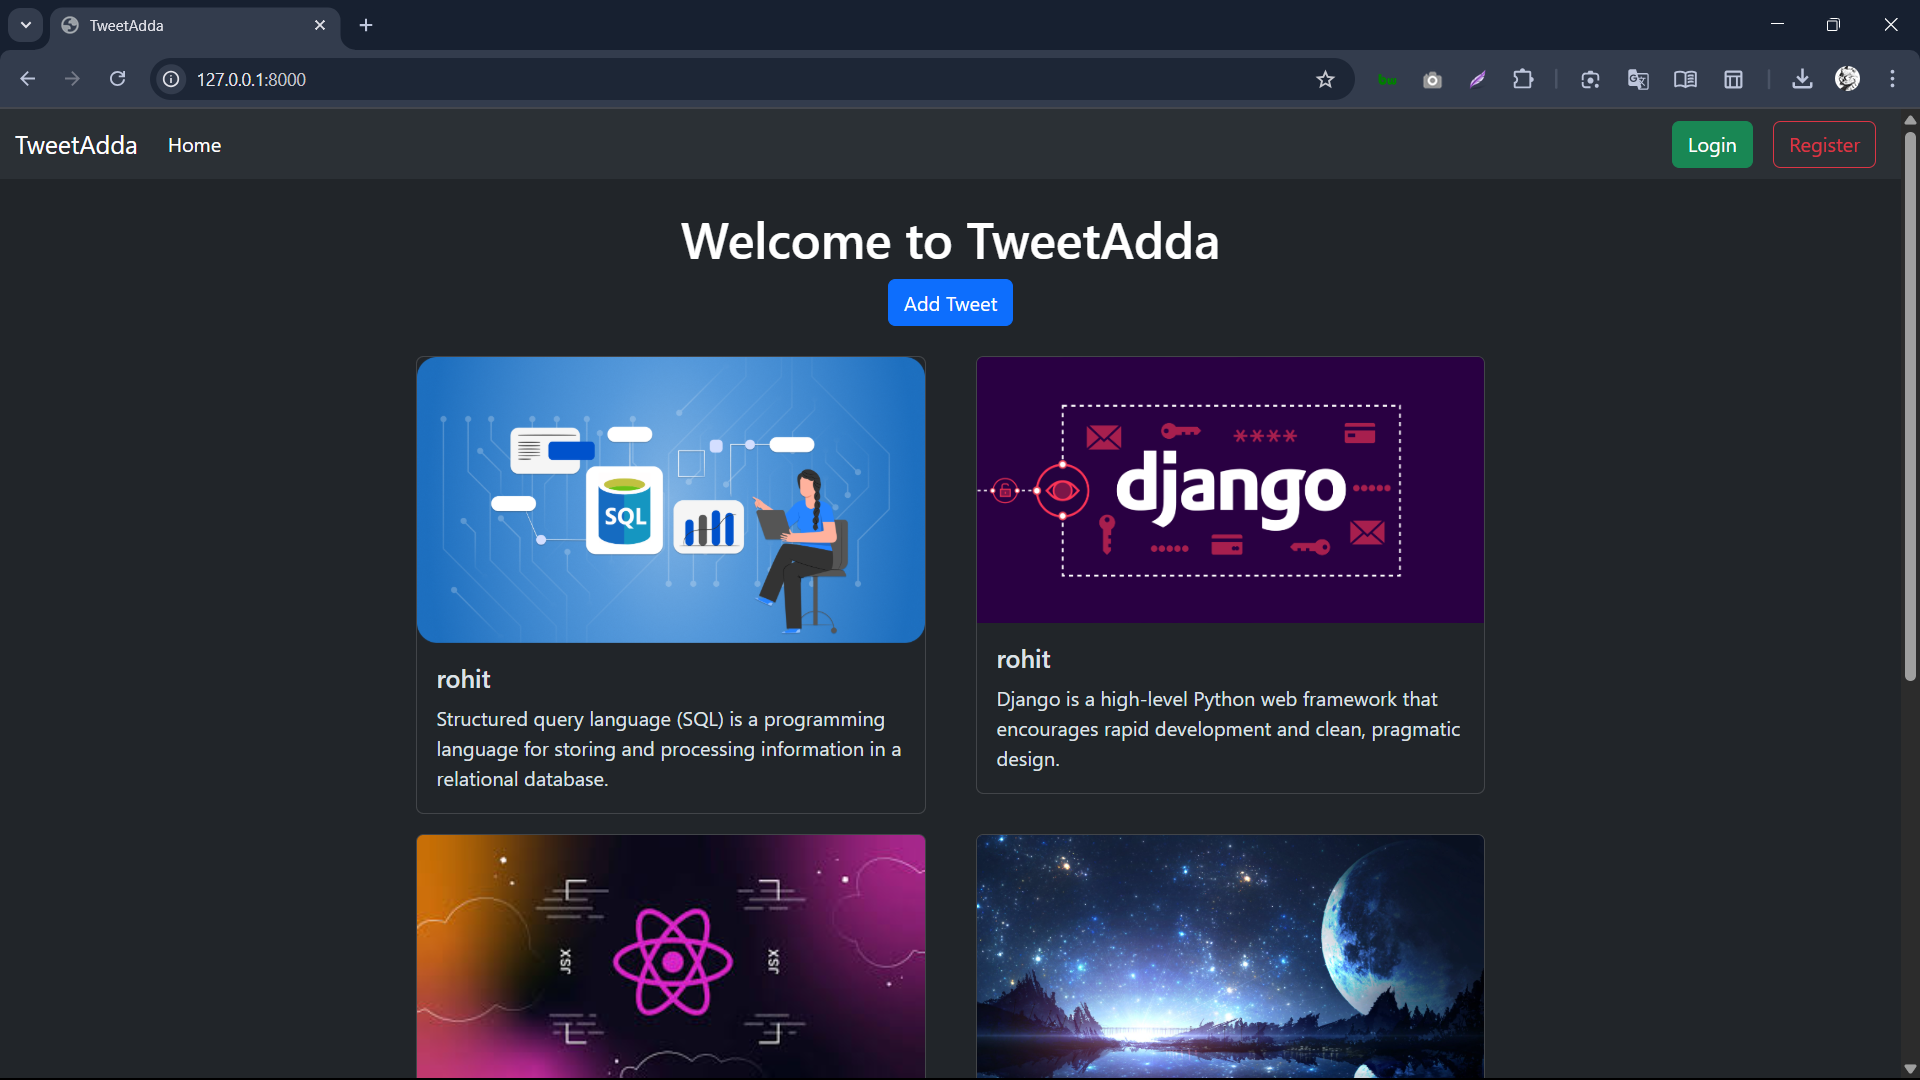 TweetAdda
127.0.0.1:8000
bw
TweetAdda Home Login Register
Welcome to TweetAdda
Add Tweet
SQL
rohit
Structured query language (SQL) is a programming
language for storing and processing information in a
relational database.
****
django
rohit
Django is a high-level Python web framework that
encourages rapid development and clean, pragmatic
design.
JSX JSX